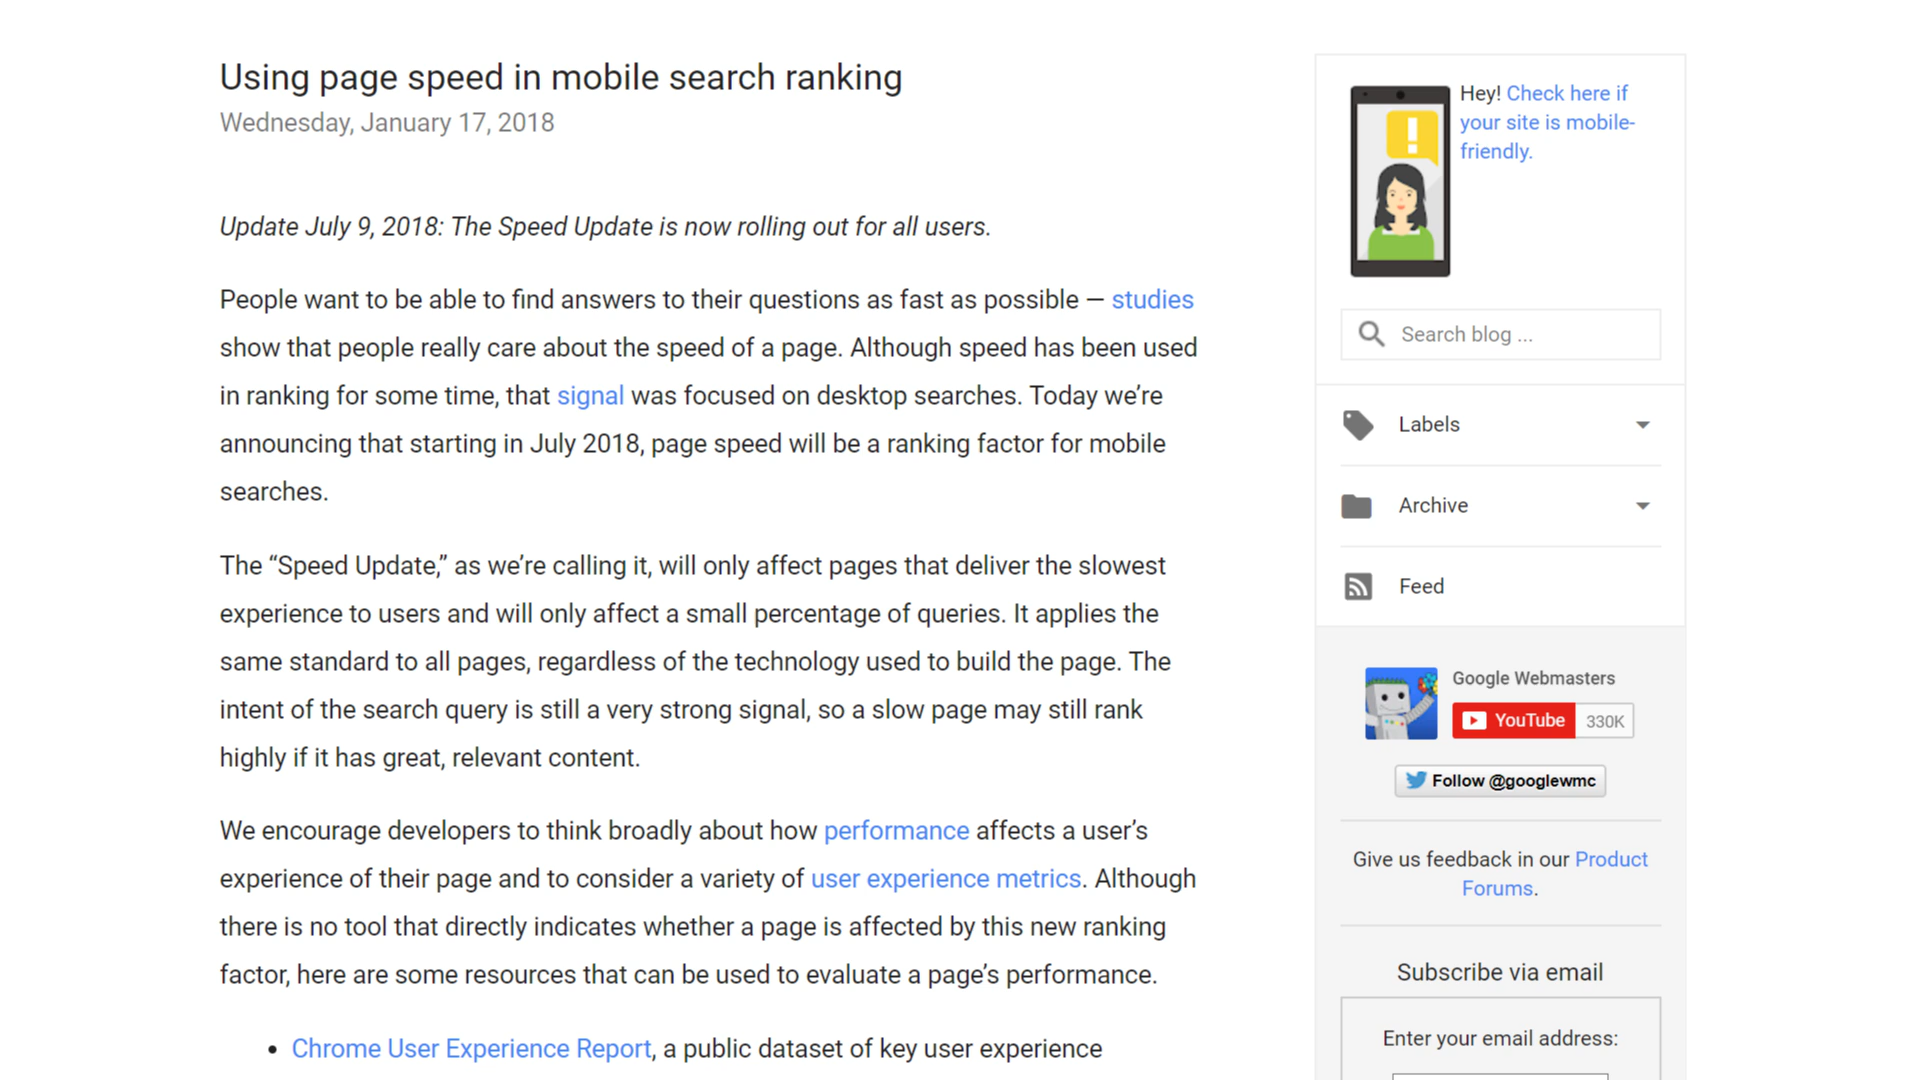 Using page speed in mobile search ranking
Wednesday, January 17, 2018
Update July 9, 2018: The Speed Update is now rolling out for all users.
People want to be able to find answers to their questions as fast as possible — studies
show that people really care about the speed of a page. Although speed has been used
in ranking for some time, that signal was focused on desktop searches. Today we’re
announcing that starting in July 2018, page speed will be a ranking factor for mobile
searches.
The “Speed Update,” as we’re calling it, will only affect pages that deliver the slowest
experience to users and will only affect a small percentage of queries. It applies the
same standard to all pages, regardless of the technology used to build the page. The
intent of the search query is still a very strong signal, so a slow page may still rank
highly if it has great, relevant content.
We encourage developers to think broadly about how performance affects a user’s
experience of their page and to consider a variety of user experience metrics. Although
there is no tool that directly indicates whether a page is affected by this new ranking
factor, here are some resources that can be used to evaluate a page’s performance.
• Chrome User Experience Report, a public dataset of key user experience
Hey! Check here if
your site is mobile-
friendly.
Search blog ...
Labels
Archive
Feed
Google Webmasters
YouTube 330K
Follow @googlewmc
Give us feedback in our Product
Forums.
Subscribe via email
Enter your email address: